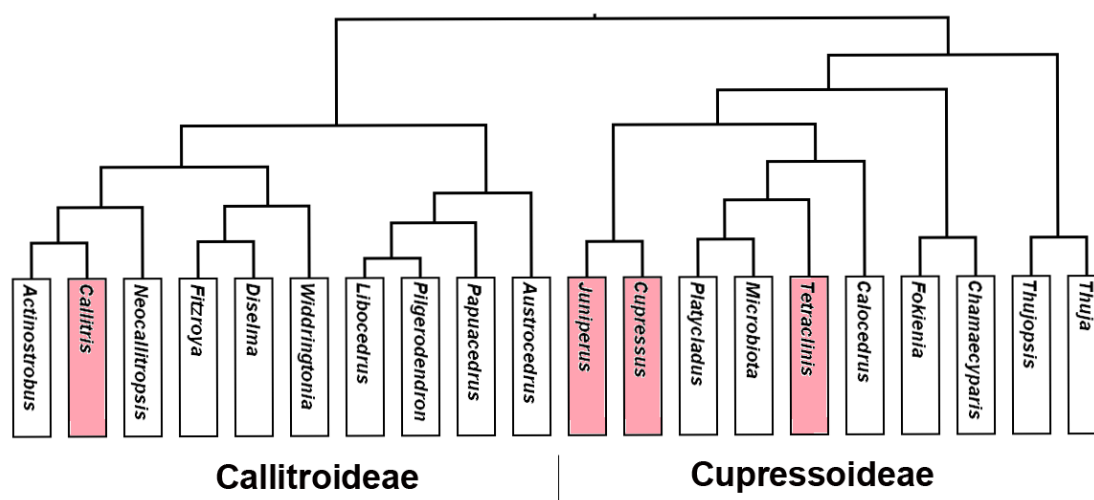 Actinostrobus
Callitris
Neocallitropsis
Fitzroya
Diselma
Widdringtonia
Libocedrus
Pilgerodendron
Papuacedrus
Austrocedrus
Juniperus
Cupressus
Platycladus
Microbiota
Tetraclinis
Calocedrus
Fokienia
Chamaecyparis
Thujopsis
Thuja
Callitroideae
Cupressoideae